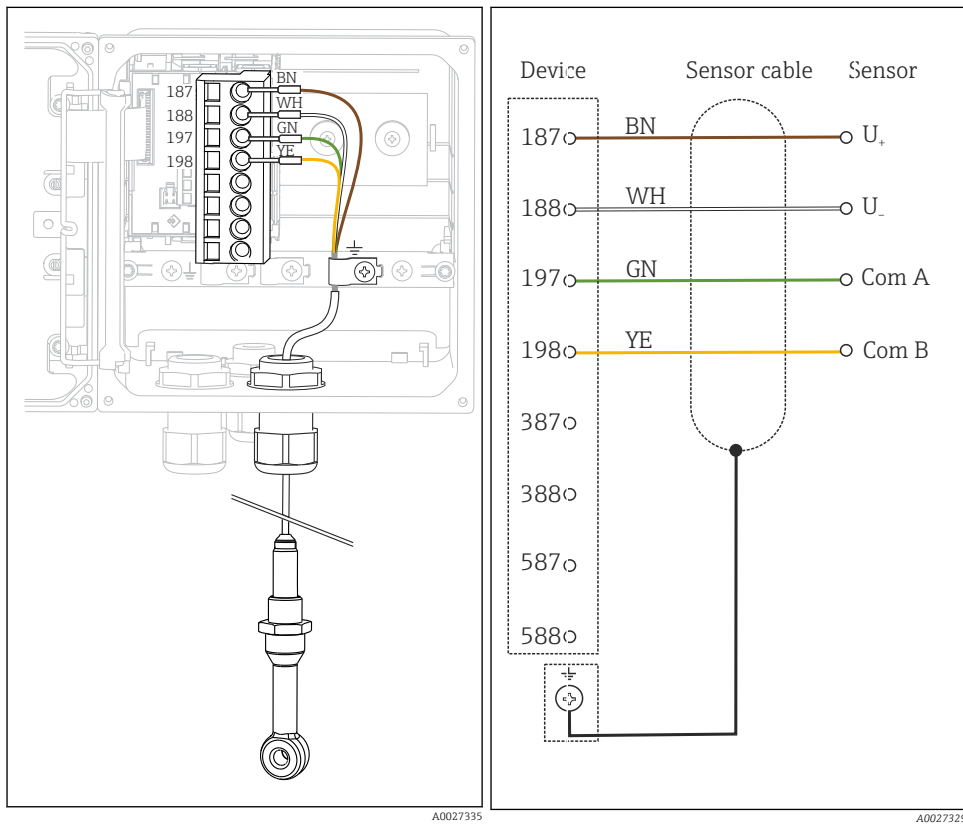 BN
187
WH
188
GN
197
YE
198
A0027335
Device Sensor cable Sensor
187 BN U+
188 WH U-
197 GN Com A
198 YE Com B
387
388
587
588
A0027329